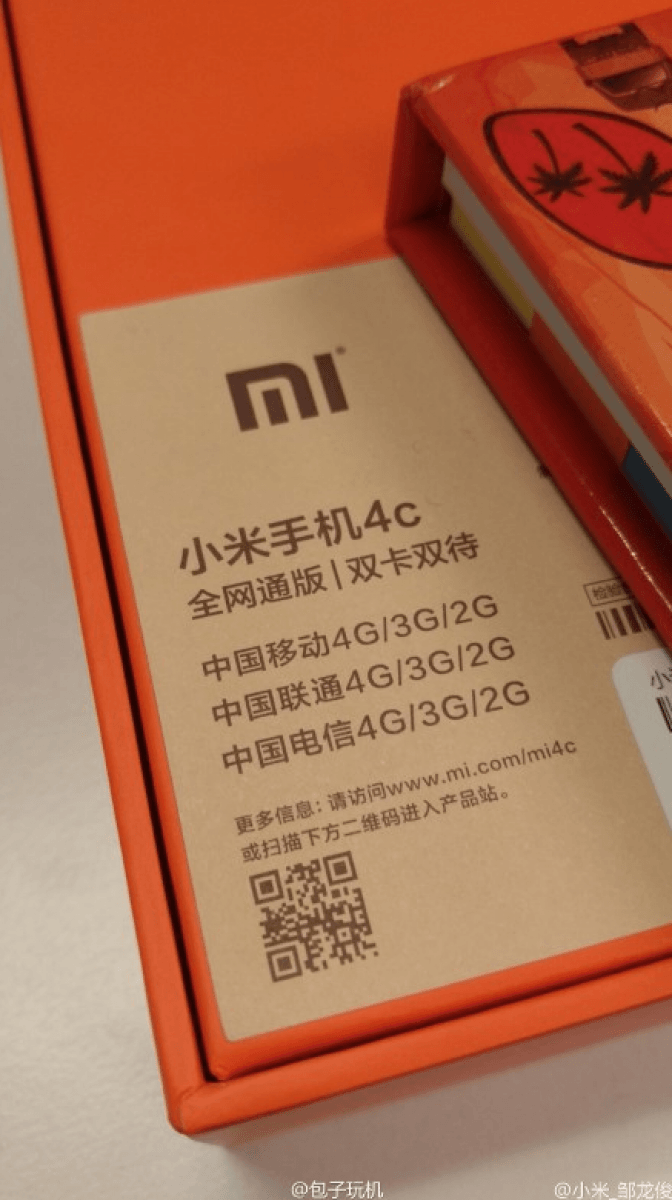 mi
小米手机4c
全网通版 | 双卡双待
中国移动4G/3G/2G
中国联通4G/3G/2G
中国电信4G/3G/2G
更多信息:请访问www.mi.com/mi4c
或扫描下方二维码进入产品站。
检验
小
@包子玩机
@小米_邹龙俊